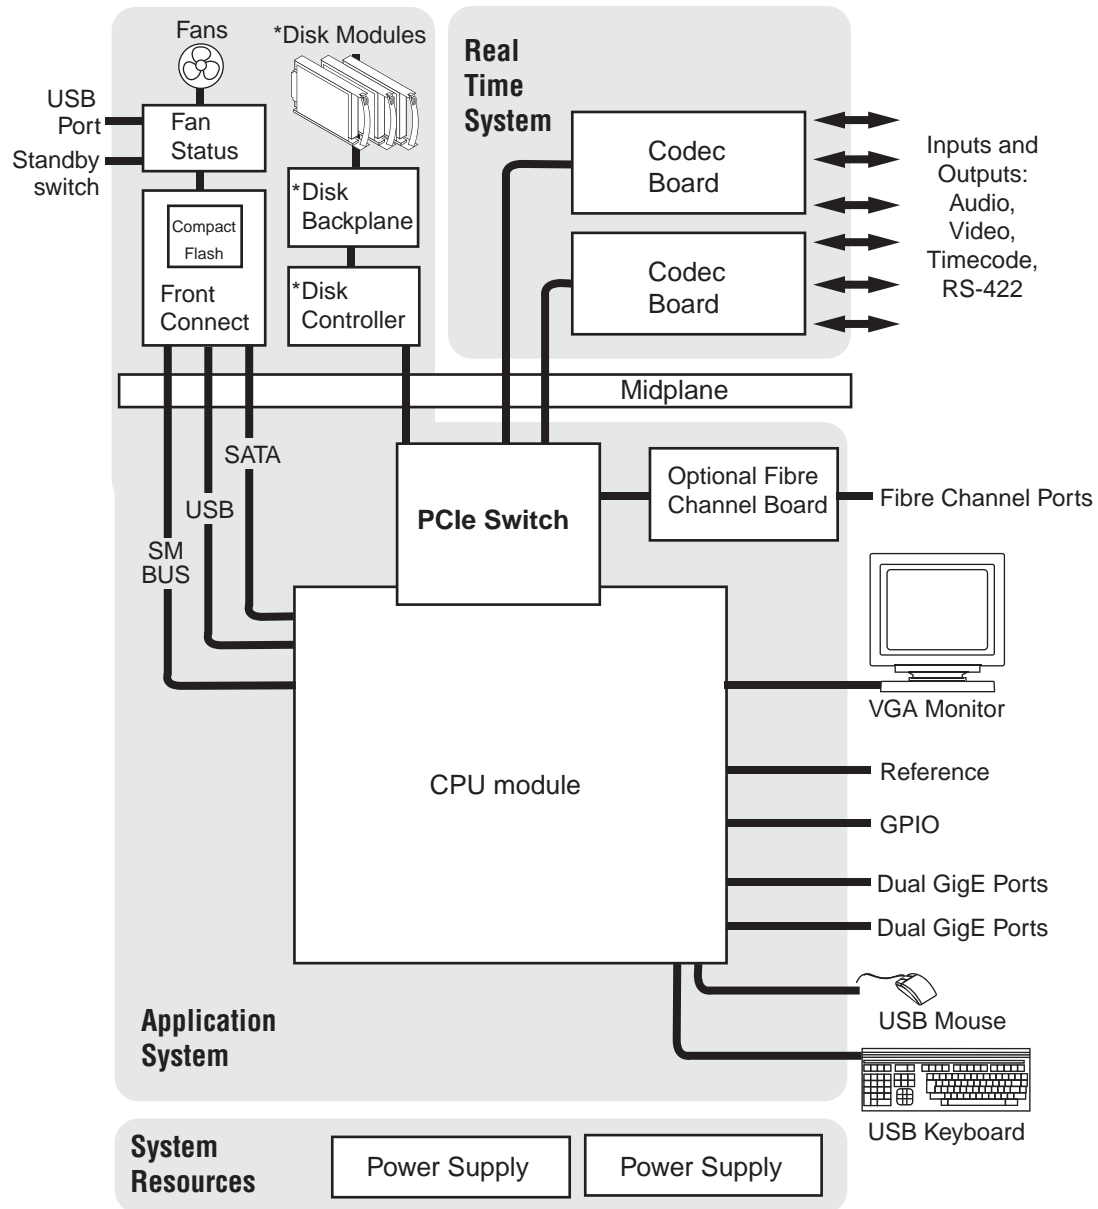 Fans
*Disk Modules
USB
Port
Standby
switch
Fan
Status
Compact
Flash
Front
Connect
*Disk
Backplane
*Disk
Controller
Real
Time
System
Codec
Board
Codec
Board
Inputs and
Outputs:
Audio,
Video,
Timecode,
RS-422
Midplane
SATA
USB
SM
BUS
PCIe Switch
Optional Fibre
Channel Board
Fibre Channel Ports
VGA Monitor
CPU module
Reference
GPIO
Dual GigE Ports
Dual GigE Ports
USB Mouse
USB Keyboard
Application
System
System
Resources
Power Supply
Power Supply